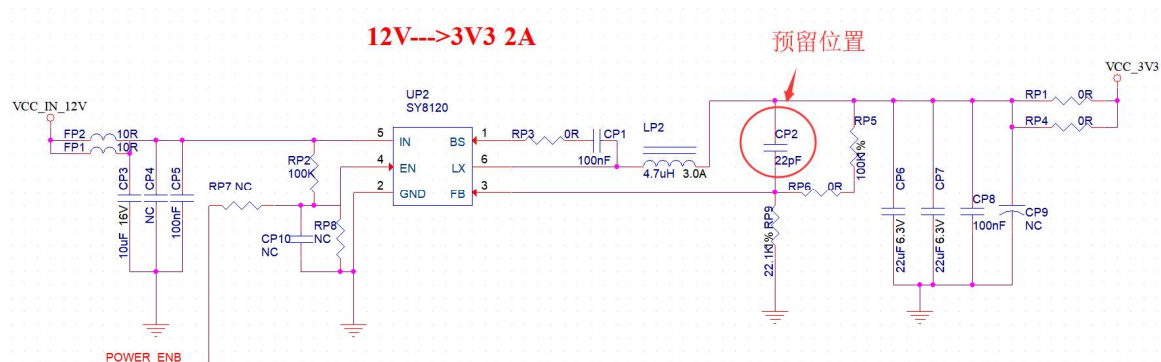 12V--->3V3 2A
预留位置
VCC_IN_12V
VCC_3V3
UP2
SY8120
FP2 10R
FP1 10R
5 IN
BS 1
4 EN
LX 6
2 GND
FB 3
RP3 0R
CP1
100nF
LP2
4.7uH 3.0A
CP2
22pF
RP5
100K1%
RP6 0R
RP9
22.1K1%
RP1 0R
RP4 0R
RP2
100K
RP7 NC
RP8
NC
CP10
NC
CP3
10uF 16V
CP4
NC
CP5
100nF
CP6
22uF 6.3V
CP7
22uF 6.3V
CP8
100nF
CP9
NC
POWER_ENB